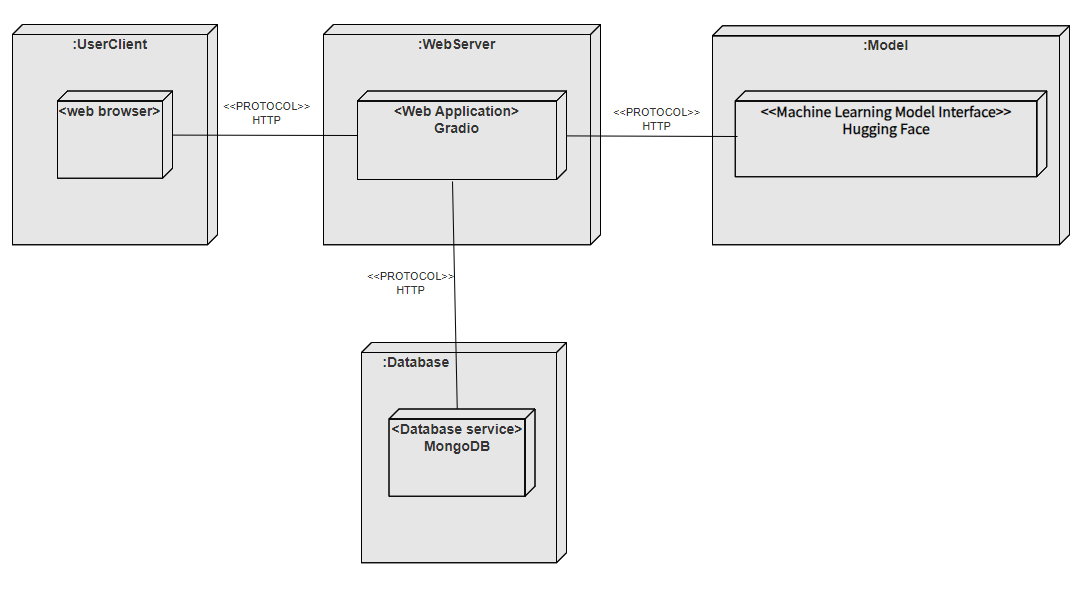 :UserClient
<web browser>
<<PROTOCOL>>
HTTP
:WebServer
<Web Application>
Gradio
<<PROTOCOL>>
HTTP
:Model
<<Machine Learning Model Interface>>
Hugging Face
<<PROTOCOL>>
HTTP
:Database
<Database service>
MongoDB